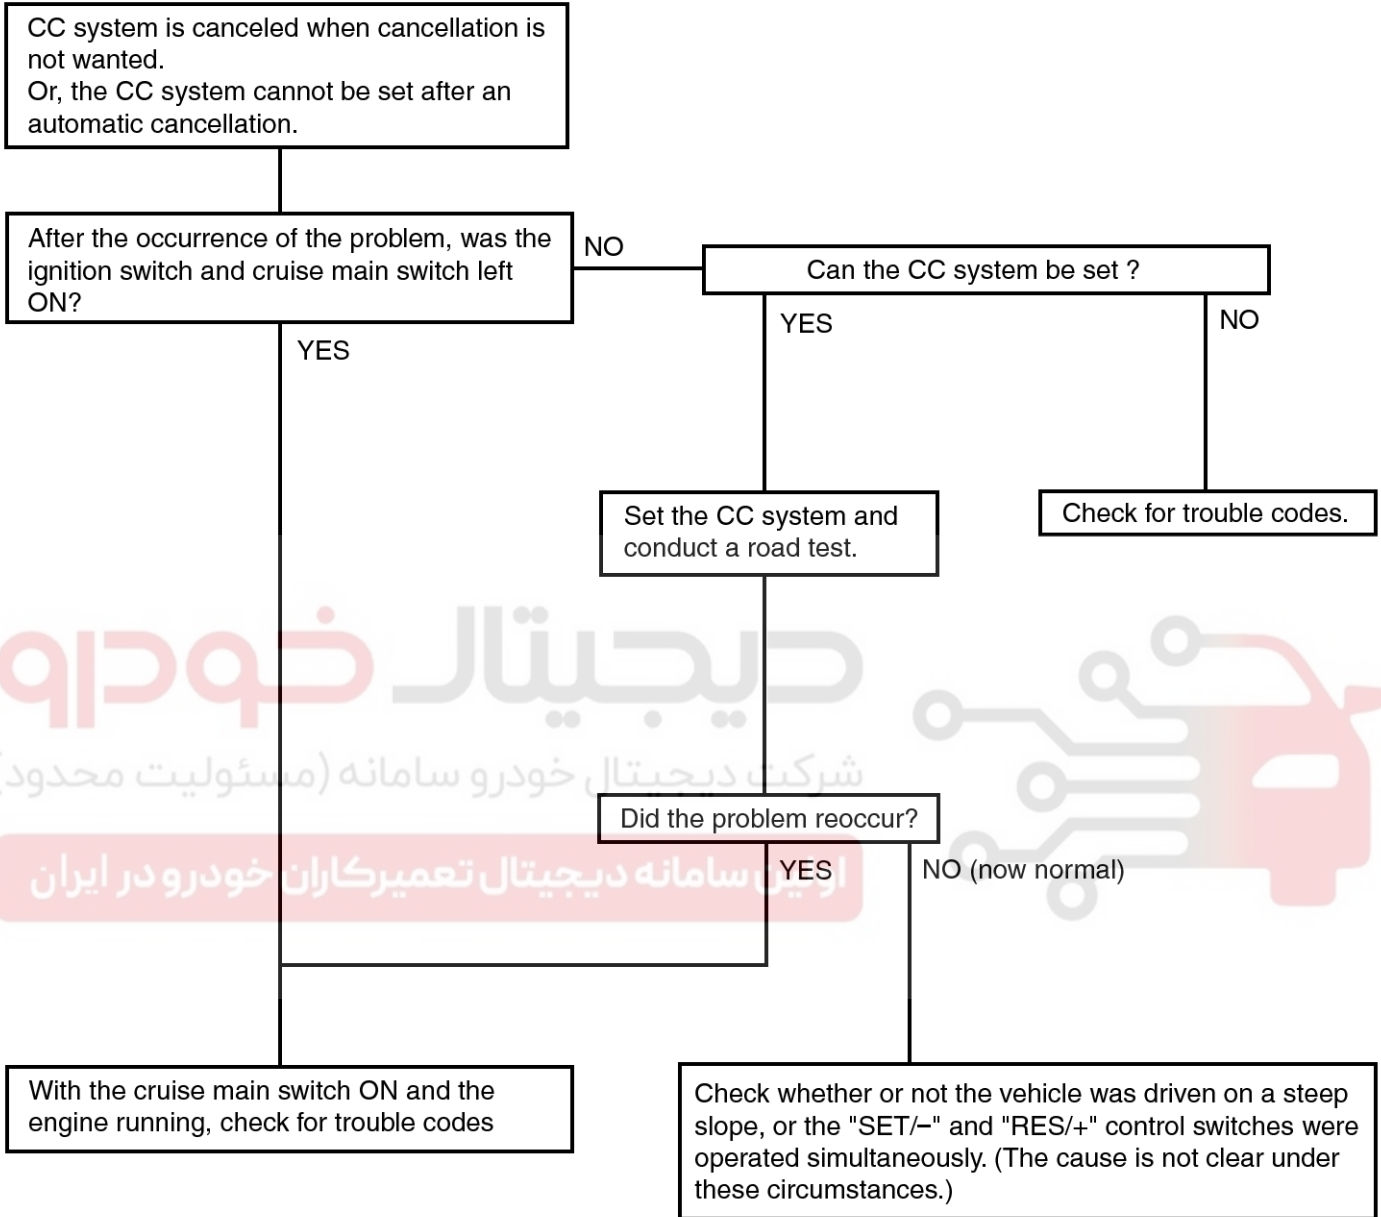 CC system is canceled when cancellation is
not wanted.
Or, the CC system cannot be set after an
automatic cancellation.
After the occurrence of the problem, was the
ignition switch and cruise main switch left
ON?
NO
Can the CC system be set ?
YES
YES
NO
Set the CC system and
conduct a road test.
Check for trouble codes.
دیجیتال خودرو
شرکت دیجیتال خودرو سامانه (مسئولیت محدود)
Did the problem reoccur?
اولین سامانه دیجیتال تعمیرکاران خودرو در ایران
YES
NO (now normal)
With the cruise main switch ON and the
engine running, check for trouble codes
Check whether or not the vehicle was driven on a steep
slope, or the "SET/−" and "RES/+" control switches were
operated simultaneously. (The cause is not clear under
these circumstances.)